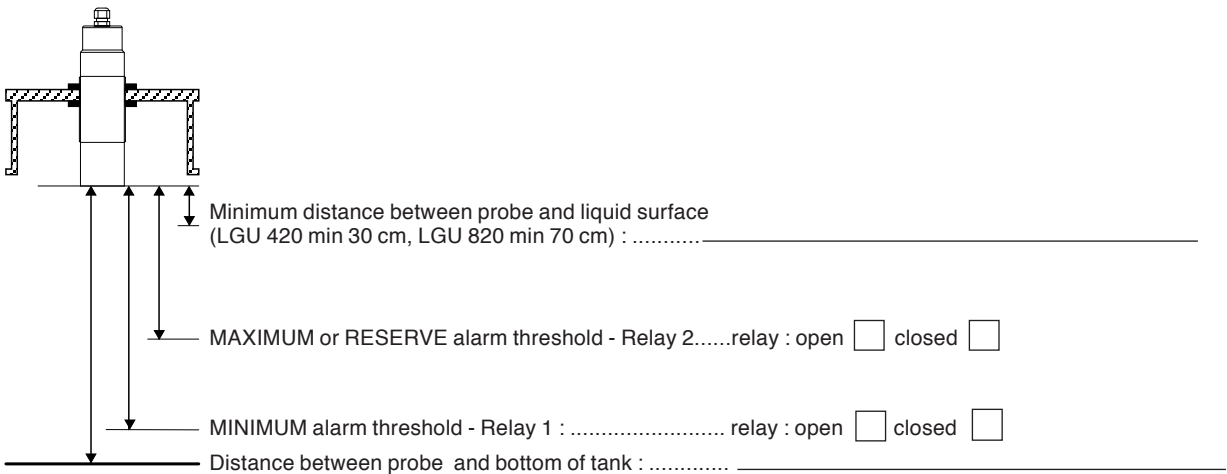 Minimum distance between probe and liquid surface
(LGU 420 min 30 cm, LGU 820 min 70 cm) : ...........
MAXIMUM or RESERVE alarm threshold - Relay 2......relay : open closed
MINIMUM alarm threshold - Relay 1 : ......................... relay : open closed
Distance between probe and bottom of tank : .............